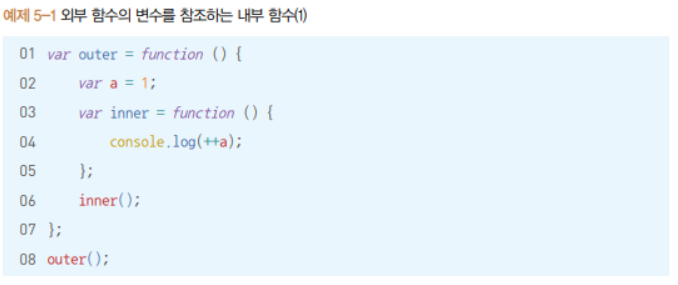 예제 5-1 외부 함수의 변수를 참조하는 내부 함수(1)
01 var outer = function () {
02     var a = 1;
03     var inner = function () {
04         console.log(++a);
05     };
06     inner();
07 };
08 outer();